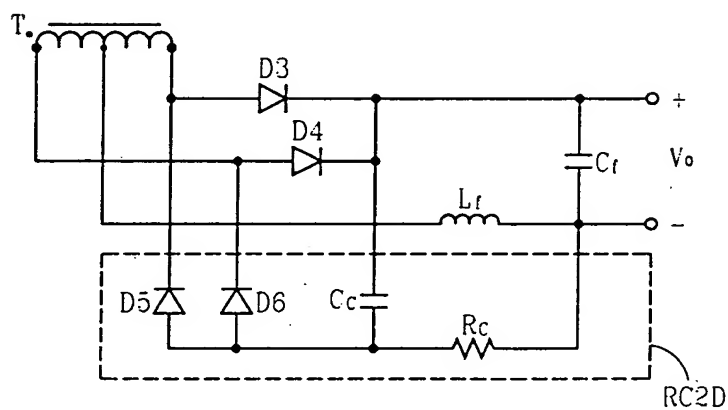 T.
D3
+
D4
Cf
Vo
Lf
-
D5
D6
Cc
Rc
RC2D